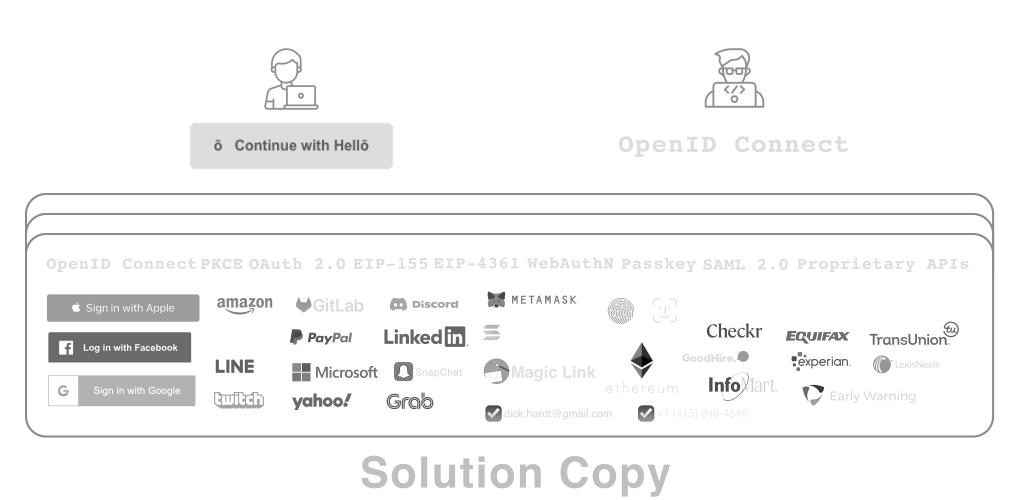 ō Continue with Hellō
OpenID Connect
OpenID Connect PKCE OAuth 2.0 EIP-155 EIP-4361 WebAuthN Passkey SAML 2.0 Proprietary APIs
Sign in with Apple
amazon
GitLab
Discord
METAMASK
Log in with Facebook
PayPal
Linked in
Checkr
EQUIFAX
TransUnion. tu
LINE
Microsoft
SnapChat
Magic Link
ethereum
GoodHire.
experian.
LexisNexis
G Sign in with Google
twitch
yahoo!
Grab
InfoMart.
Early Warning
dick.hardt@gmail.com
+1 (415) 846-4549
Solution Copy